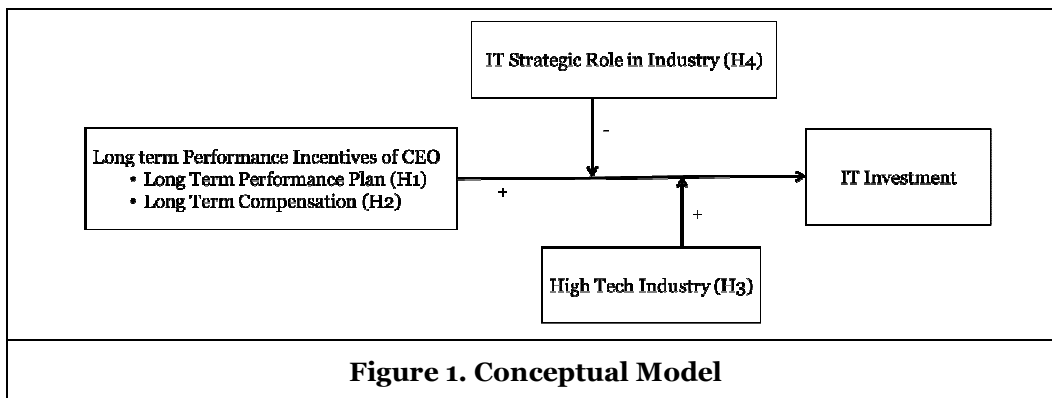 IT Strategic Role in Industry (H4)
-
Long term Performance Incentives of CEO
• Long Term Performance Plan (H1)
• Long Term Compensation (H2)
+
IT Investment
+
High Tech Industry (H3)
Figure 1. Conceptual Model